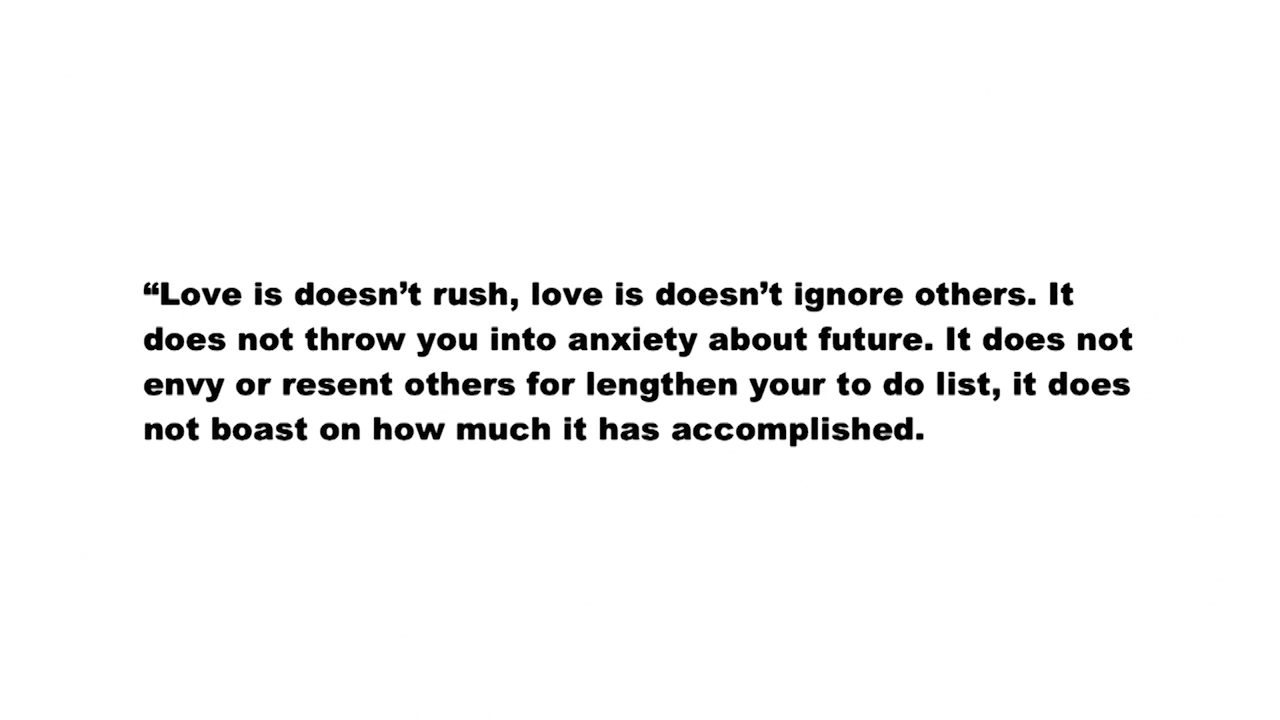 “Love is doesn’t rush, love is doesn’t ignore others. It
does not throw you into anxiety about future. It does not
envy or resent others for lengthen your to do list, it does
not boast on how much it has accomplished.